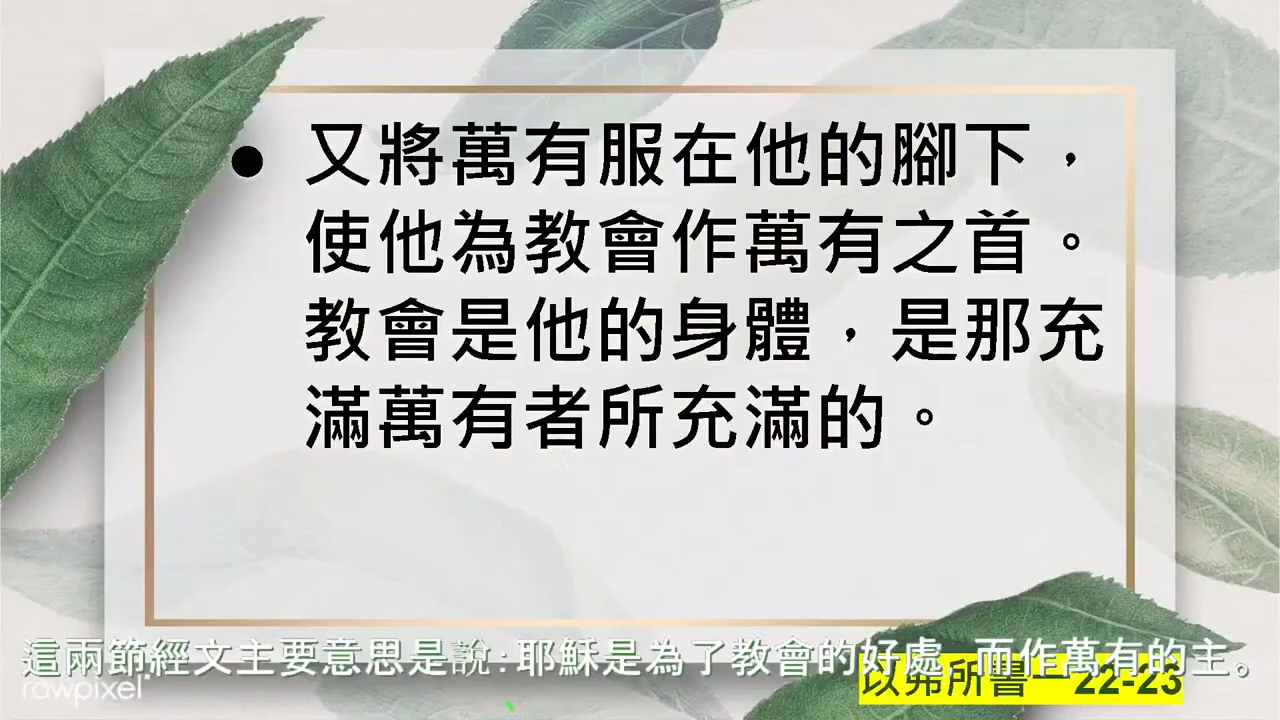 ● 又將萬有服在他的腳下，
使他為教會作萬有之首。
教會是他的身體，是那充
滿萬有者所充滿的。
這兩節經文主要意思是說:耶穌是為了教會的好處 而作萬有的主。
rawpixel
以弗所書一22-23